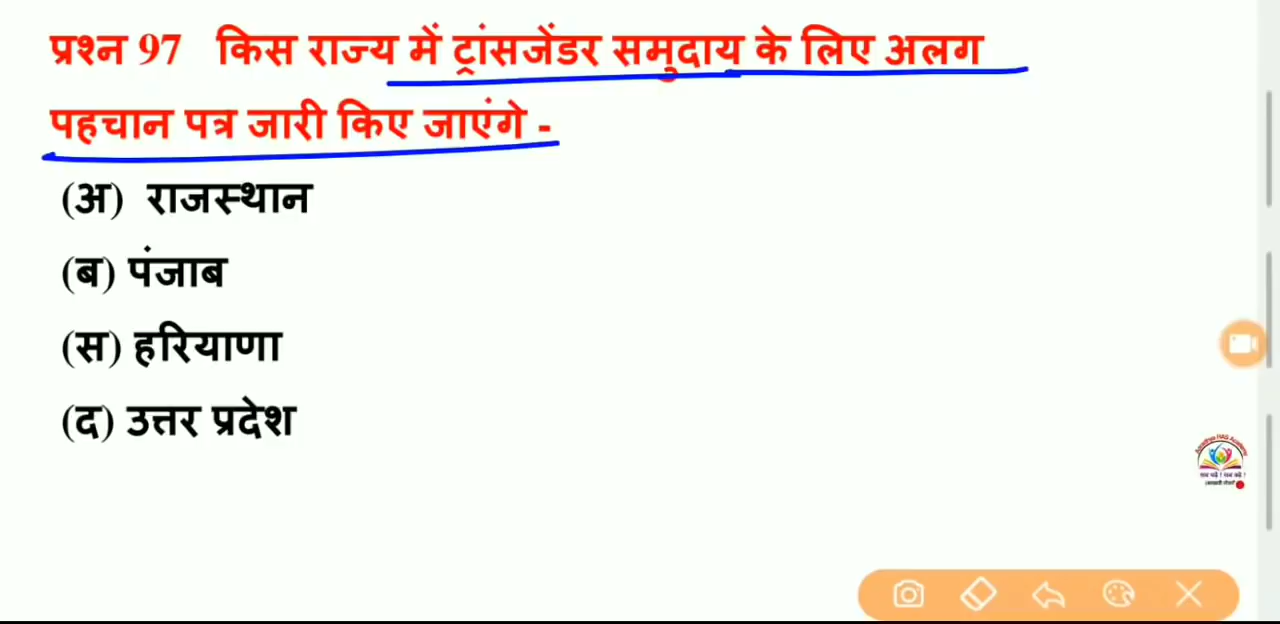 प्रश्न 97 किस राज्य में ट्रांसजेंडर समुदाय के लिए अलग
पहचान पत्र जारी किए जाएंगे -
(अ) राजस्थान
(ब) पंजाब
(स) हरियाणा
(द) उत्तर प्रदेश